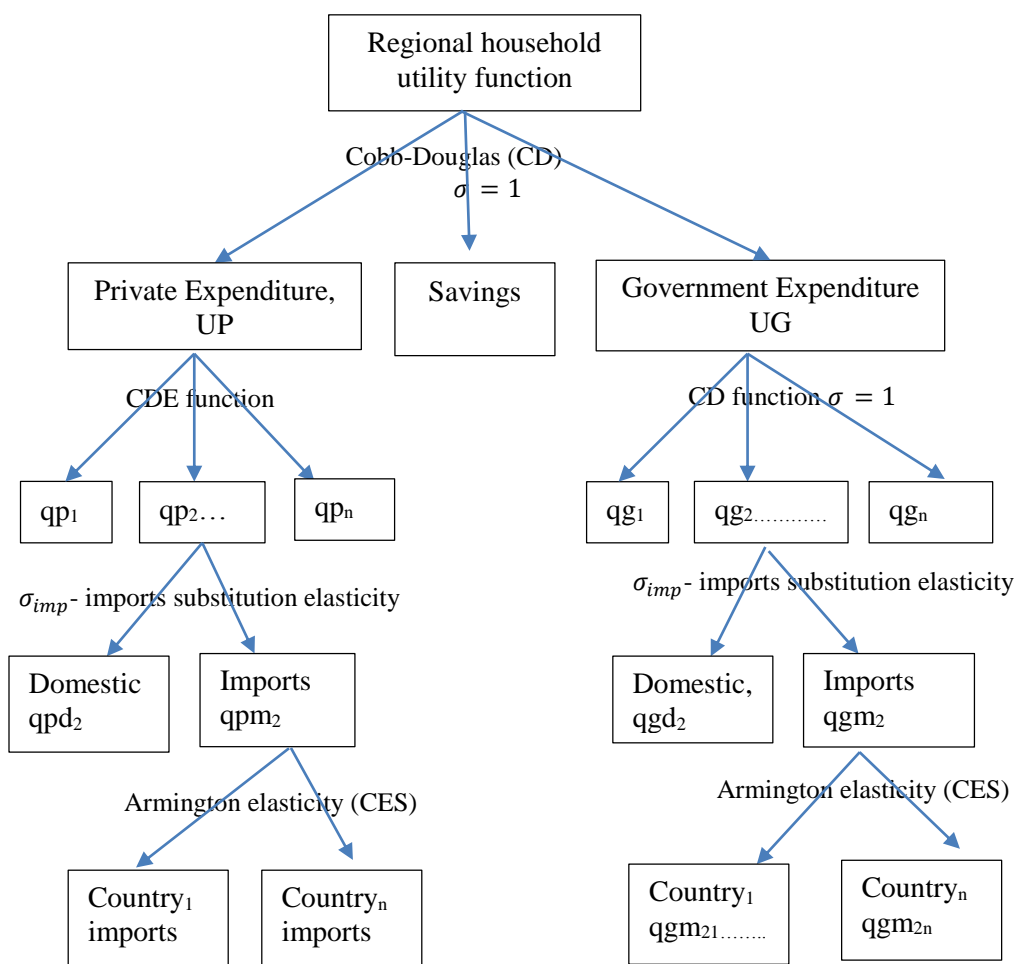 Regional household
utility function
Cobb-Douglas (CD)
σ = 1
Private Expenditure,
UP
Savings
Government Expenditure
UG
CDE function
CD function σ = 1
qp₁
qp₂…
qpₙ
qg₁
qg₂…………
qgₙ
σ_imp- imports substitution elasticity
σ_imp- imports substitution elasticity
Domestic
qpd₂
Imports
qpm₂
Domestic,
qgd₂
Imports
qgm₂
Armington elasticity (CES)
Armington elasticity (CES)
Country₁
imports
Countryₙ
imports
Country₁
qgm₂₁……..
Countryₙ
qgm₂ₙ